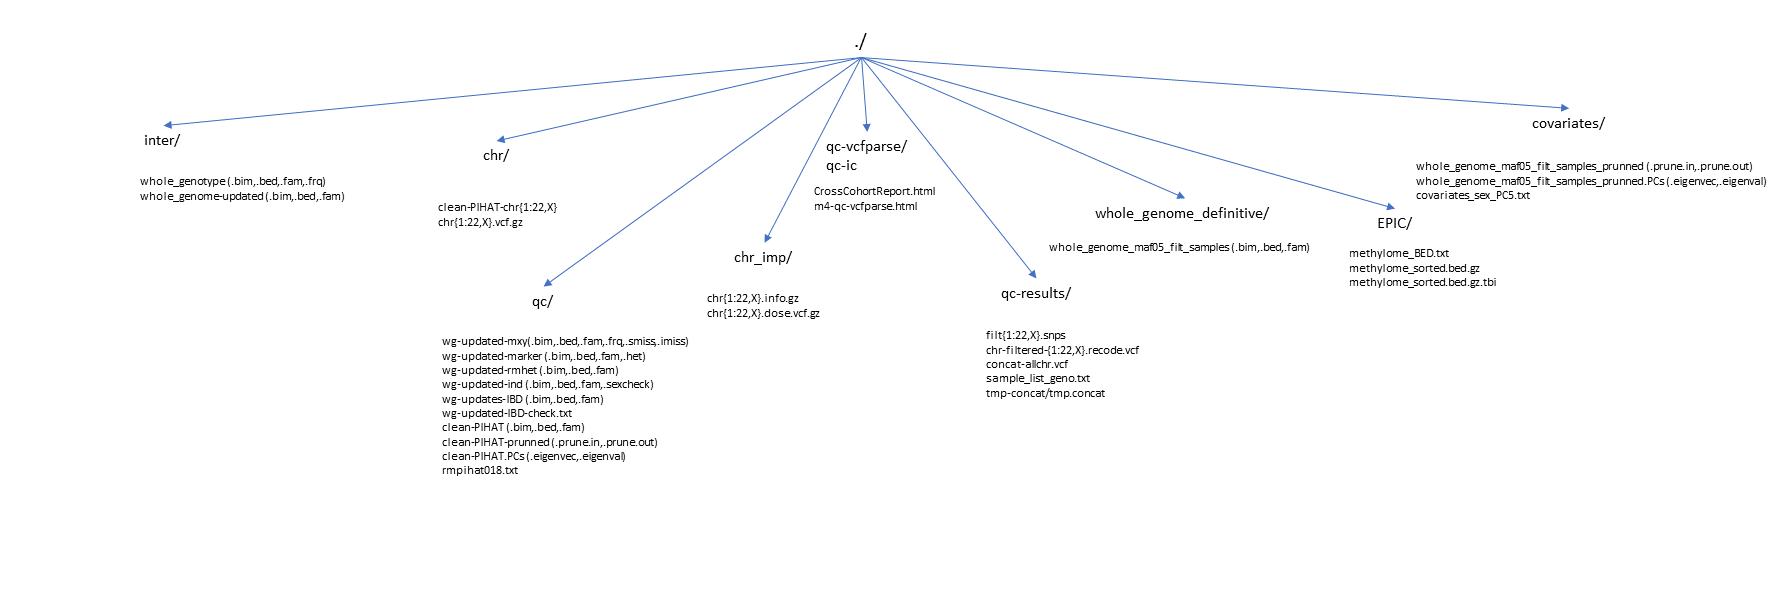 ./
inter/
whole_genotype (.bim,.bed,.fam,.frq)
whole_genome-updated (.bim,.bed,.fam)
chr/
clean-PIHAT-chr{1:22,X}
chr{1:22,X}.vcf.gz
qc/
wg-updated-mxy(.bim,.bed,.fam,.frq,.smiss,.imiss)
wg-updated-marker (.bim,.bed,.fam,.het)
wg-updated-rmhet (.bim,.bed,.fam)
wg-updated-ind (.bim,.bed,.fam,.sexcheck)
wg-updates-IBD (.bim,.bed,.fam)
wg-updated-IBD-check.txt
clean-PIHAT (.bim,.bed,.fam)
clean-PIHAT-prunned (.prune.in,.prune.out)
clean-PIHAT.PCs (.eigenvec,.eigenval)
rmpihat018.txt
chr_imp/
chr{1:22,X}.info.gz
chr{1:22,X}.dose.vcf.gz
qc-vcfparse/
qc-ic
CrossCohortReport.html
m4-qc-vcfparse.html
qc-results/
filt{1:22,X}.snps
chr-filtered-{1:22,X}.recode.vcf
concat-allchr.vcf
sample_list_geno.txt
tmp-concat/tmp.concat
whole_genome_definitive/
whole_genome_maf05_filt_samples (.bim,.bed,.fam)
EPIC/
methylome_BED.txt
methylome_sorted.bed.gz
methylome_sorted.bed.gz.tbi
covariates/
whole_genome_maf05_filt_samples_prunned (.prune.in,.prune.out)
whole_genome_maf05_filt_samples_prunned.PCs (.eigenvec,.eigenval)
covariates_sex_PC5.txt